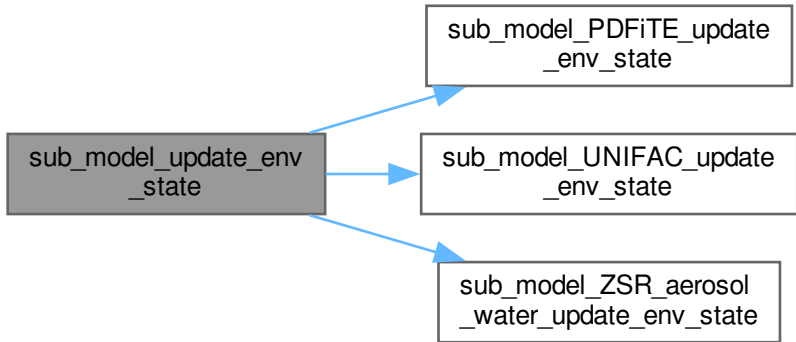 sub_model_PDFiTE_update
_env_state
sub_model_update_env
_state
sub_model_UNIFAC_update
_env_state
sub_model_ZSR_aerosol
_water_update_env_state